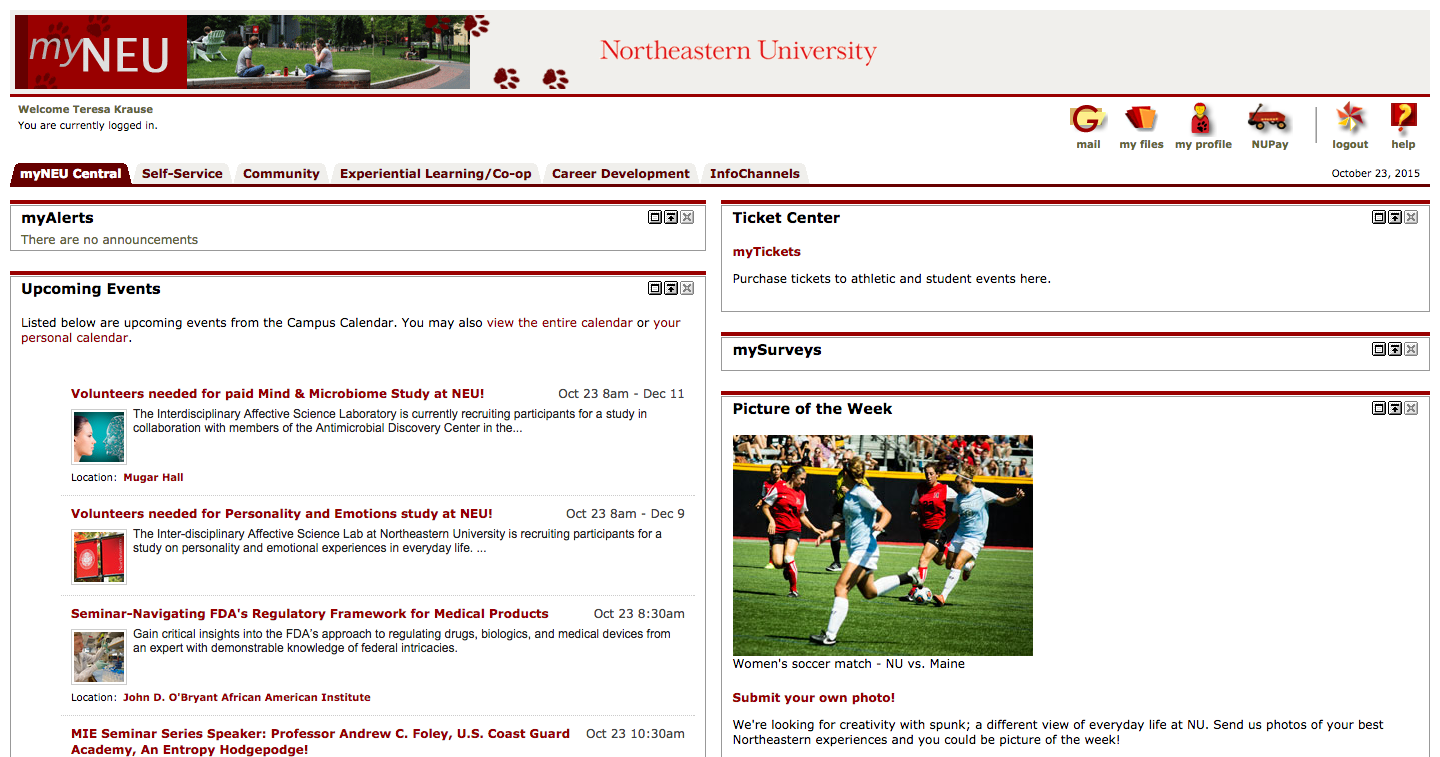 myNEU
Northeastern University
Welcome Teresa Krause
You are currently logged in.
mail
my files
my profile
NUPay
logout
help
myNEU Central
Self-Service
Community
Experiential Learning/Co-op
Career Development
InfoChannels
October 23, 2015
myAlerts
There are no announcements
Upcoming Events
Listed below are upcoming events from the Campus Calendar. You may also view the entire calendar or your
personal calendar.
Volunteers needed for paid Mind & Microbiome Study at NEU! Oct 23 8am - Dec 11
The Interdisciplinary Affective Science Laboratory is currently recruiting participants for a study in
collaboration with members of the Antimicrobial Discovery Center in the...
Location: Mugar Hall
Volunteers needed for Personality and Emotions study at NEU! Oct 23 8am - Dec 9
The Inter-disciplinary Affective Science Lab at Northeastern University is recruiting participants for a
study on personality and emotional experiences in everyday life. ...
Seminar-Navigating FDA's Regulatory Framework for Medical Products Oct 23 8:30am
Gain critical insights into the FDA's approach to regulating drugs, biologics, and medical devices from
an expert with demonstrable knowledge of federal intricacies.
Location: John D. O'Bryant African American Institute
MIE Seminar Series Speaker: Professor Andrew C. Foley, U.S. Coast Guard Oct 23 10:30am
Academy, An Entropy Hodgepodge!
Ticket Center
myTickets
Purchase tickets to athletic and student events here.
mySurveys
Picture of the Week
Women's soccer match - NU vs. Maine
Submit your own photo!
We're looking for creativity with spunk; a different view of everyday life at NU. Send us photos of your best
Northeastern experiences and you could be picture of the week!